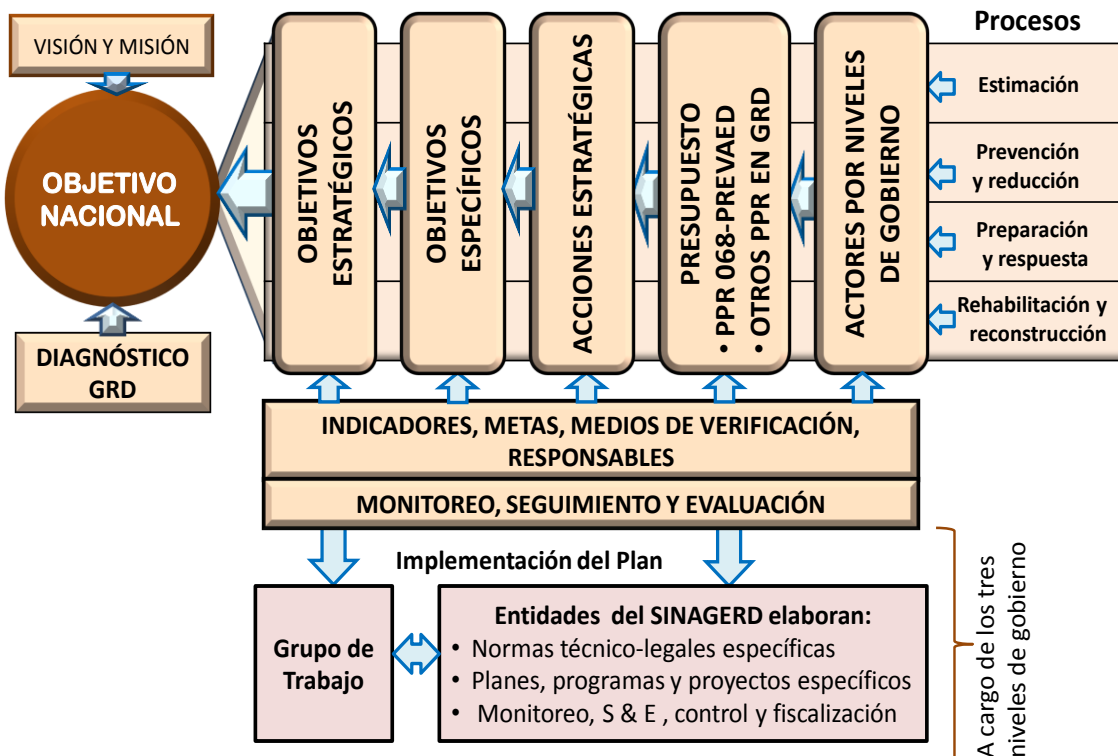 VISIÓN Y MISIÓN
OBJETIVO
NACIONAL
DIAGNÓSTICO
GRD
OBJETIVOS
ESTRATÉGICOS
OBJETIVOS
ESPECÍFICOS
ACCIONES ESTRATÉGICAS
PRESUPUESTO
• PPR 068-PREVAED
• OTROS PPR EN GRD
ACTORES POR NIVELES
DE GOBIERNO
Procesos
Estimación
Prevención
y reducción
Preparación
y respuesta
Rehabilitación y
reconstrucción
INDICADORES, METAS, MEDIOS DE VERIFICACIÓN,
RESPONSABLES
MONITOREO, SEGUIMIENTO Y EVALUACIÓN
Implementación del Plan
Grupo de
Trabajo
Entidades del SINAGERD elaboran:
• Normas técnico-legales específicas
• Planes, programas y proyectos específicos
• Monitoreo, S & E , control y fiscalización
A cargo de los tres
niveles de gobierno